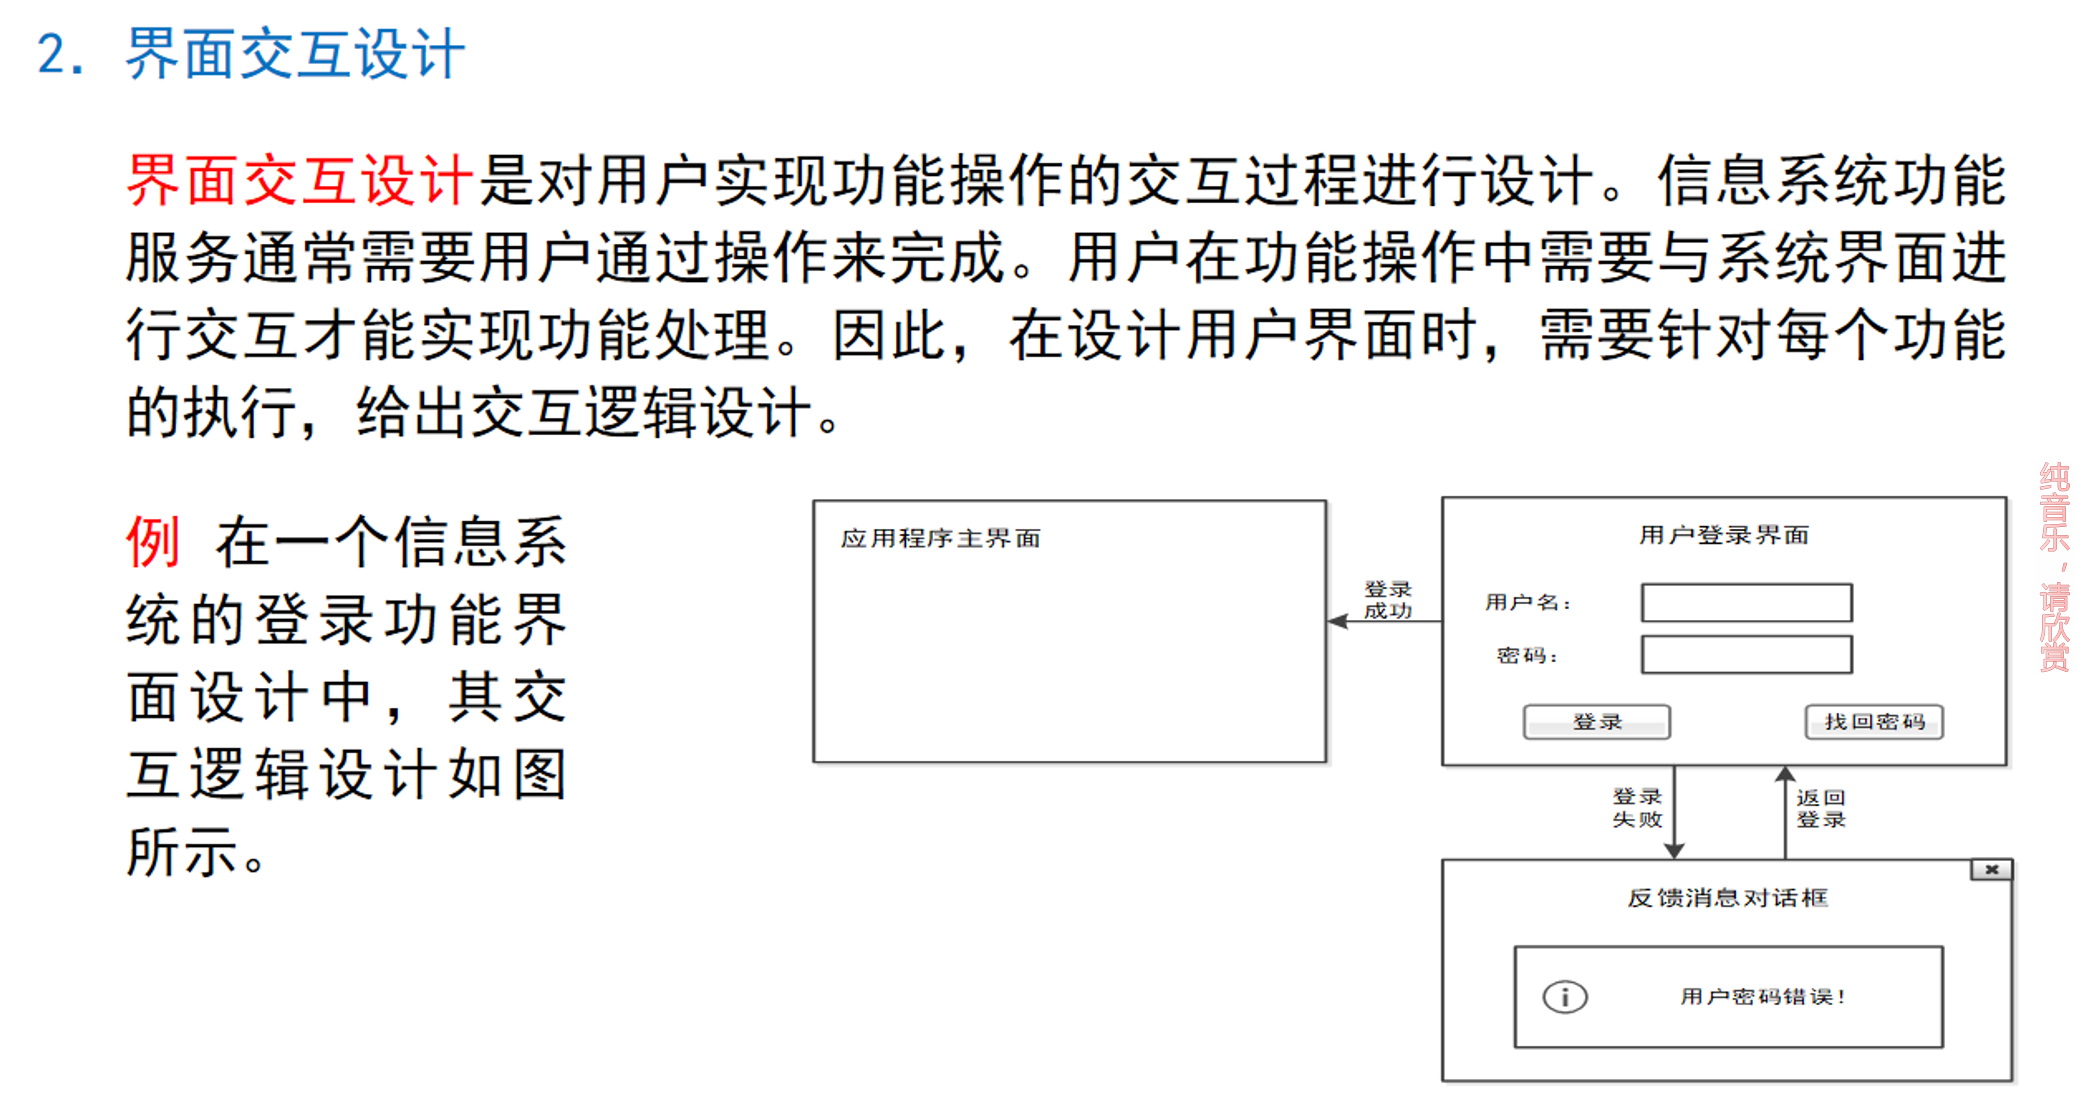 2. 界面交互设计
界面交互设计是对用户实现功能操作的交互过程进行设计。信息系统功能
服务通常需要用户通过操作来完成。用户在功能操作中需要与系统界面进
行交互才能实现功能处理。因此，在设计用户界面时，需要针对每个功能
的执行，给出交互逻辑设计。
例 在一个信息系
统的登录功能界
面设计中，其交
互逻辑设计如图
所示。
应用程序主界面
登录
成功
用户登录界面
用户名：
密码：
登录
找回密码
登录
失败
返回
登录
反馈消息对话框
用户密码错误!
纯音乐，请欣赏